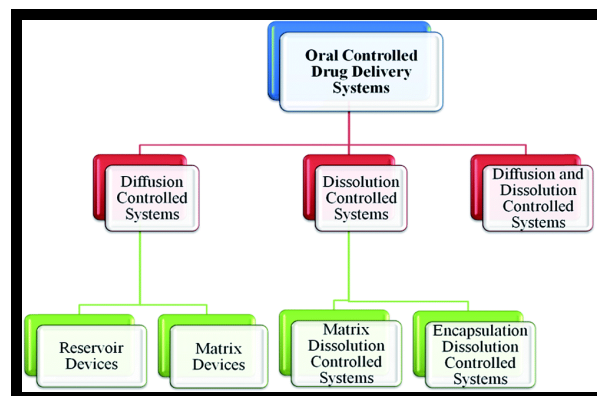 Oral Controlled
Drug Delivery
Systems
Diffusion
Controlled
Systems
Dissolution
Controlled
Systems
Diffusion and
Dissolution
Controlled
Systems
Reservoir
Devices
Matrix
Devices
Matrix
Dissolution
Controlled
Systems
Encapsulation
Dissolution
Controlled
Systems